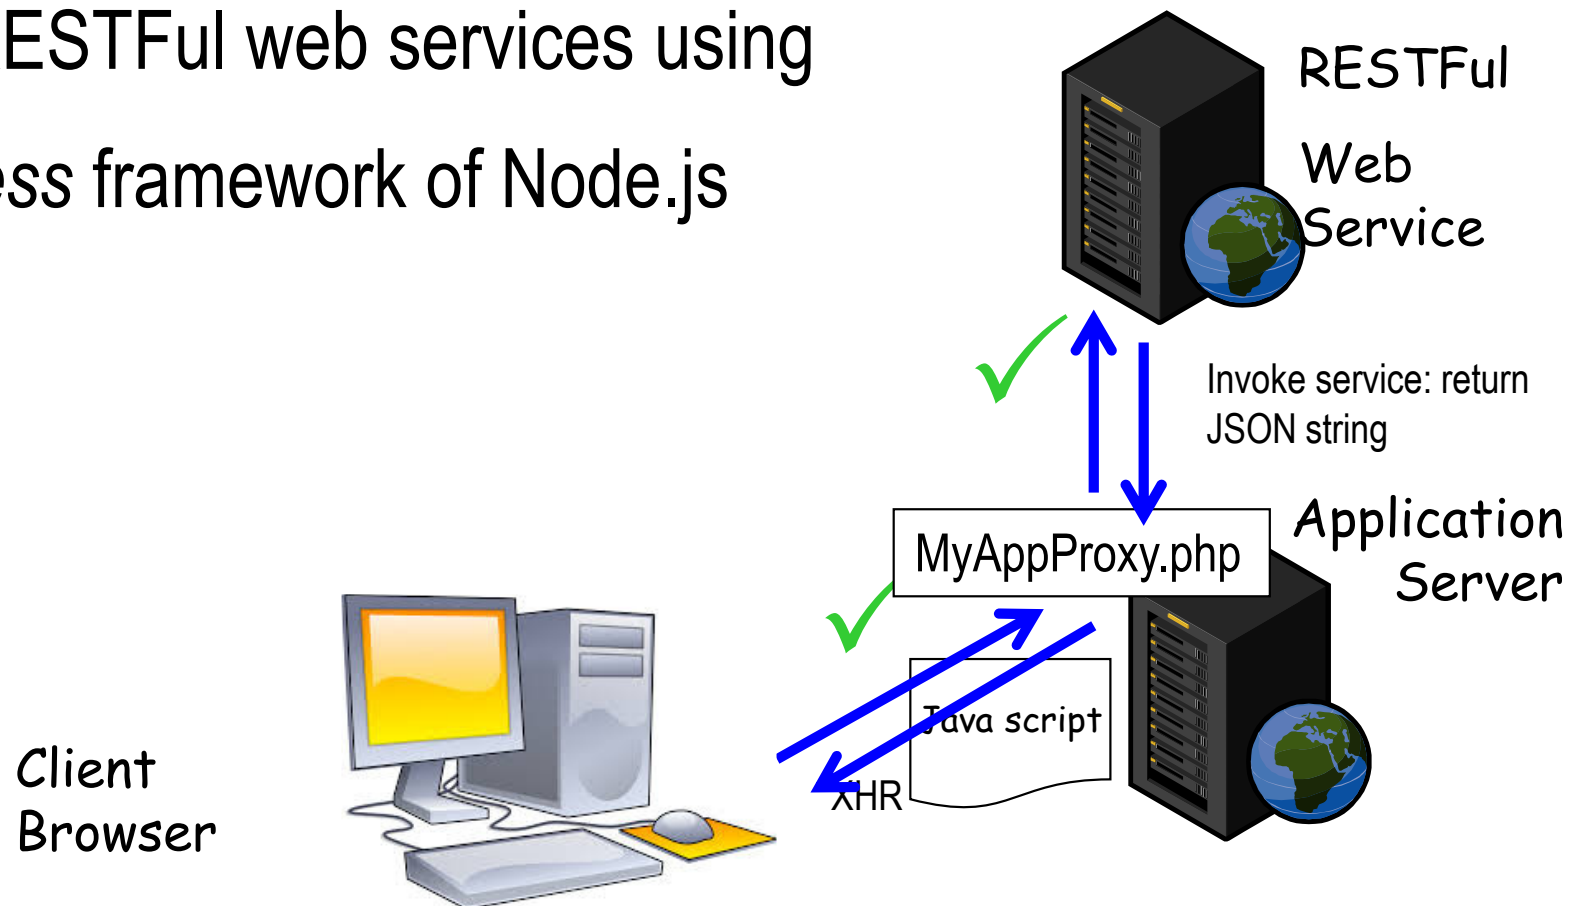 ESTFul web services using
ess framework of Node.js
RESTFul
Web
Service
Invoke service: return
JSON string
Application
Server
MyAppProxy.php
Java script
XHR
Client
Browser